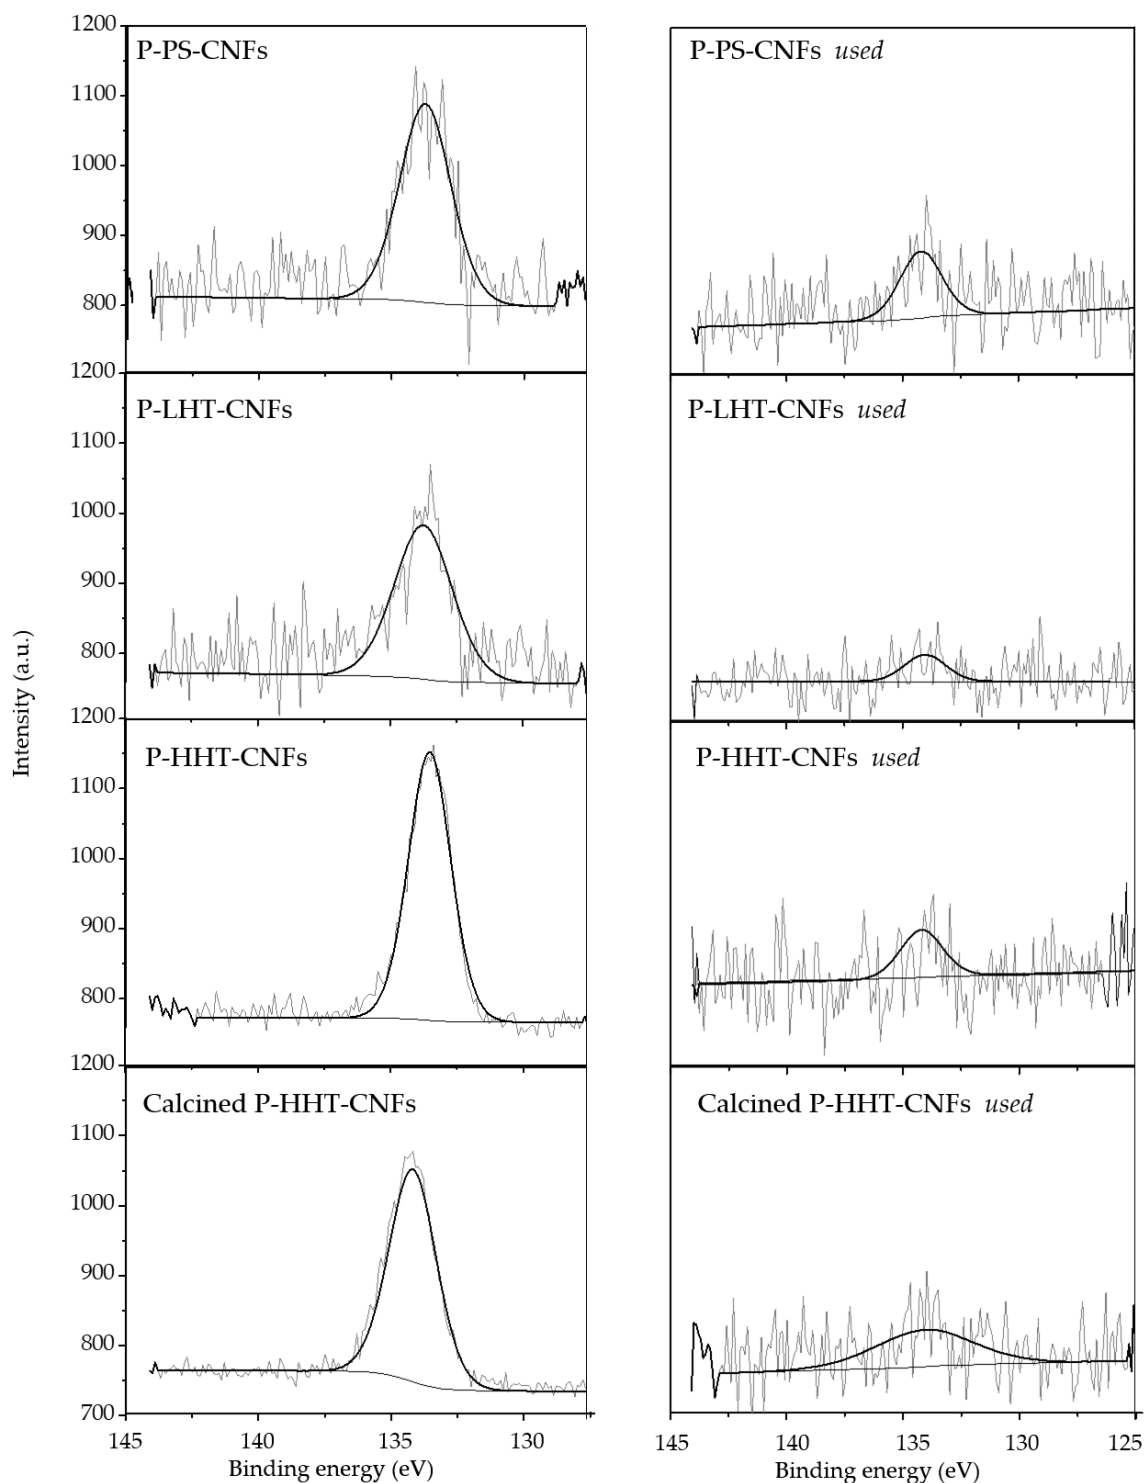 Intensity (a.u.)
1200
P-PS-CNFs
1100
1000
900
800
1200
P-LHT-CNFs
1100
1000
900
800
1200
P-HHT-CNFs
1100
1000
900
800
1200
Calcined P-HHT-CNFs
1100
1000
900
800
700
145 140 135 130
Binding energy (eV)
P-PS-CNFs used
P-LHT-CNFs used
P-HHT-CNFs used
Calcined P-HHT-CNFs used
145 140 135 130 125
Binding energy (eV)